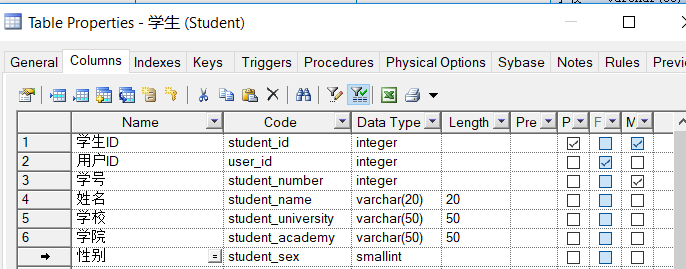 Table Properties - 学生 (Student)
General Columns Indexes Keys Triggers Procedures Physical Options Sybase Notes Rules
Name Code Data Type Length Pre P F M
1 学生ID student_id integer
2 用户ID user_id integer
3 学号 student_number integer
4 姓名 student_name varchar(20) 20
5 学校 student_university varchar(50) 50
6 学院 student_academy varchar(50) 50
性别 = student_sex smallint